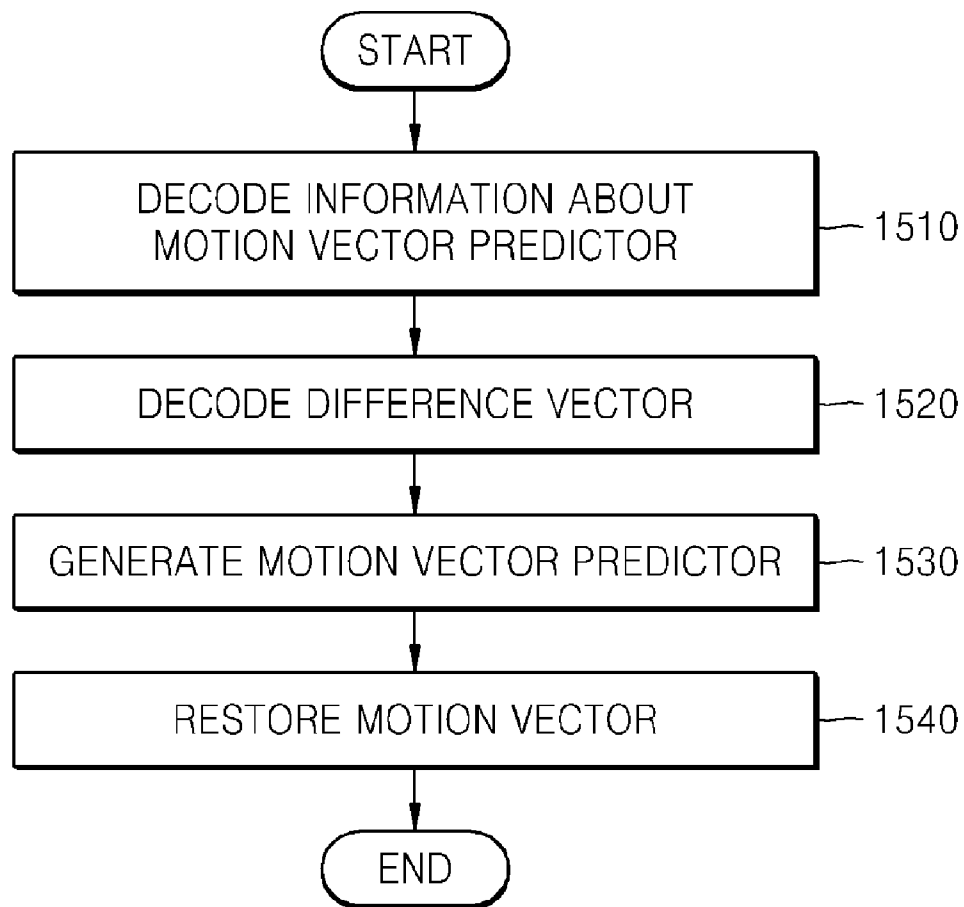 START
DECODE INFORMATION ABOUT
MOTION VECTOR PREDICTOR
1510
DECODE DIFFERENCE VECTOR
1520
GENERATE MOTION VECTOR PREDICTOR
1530
RESTORE MOTION VECTOR
1540
END